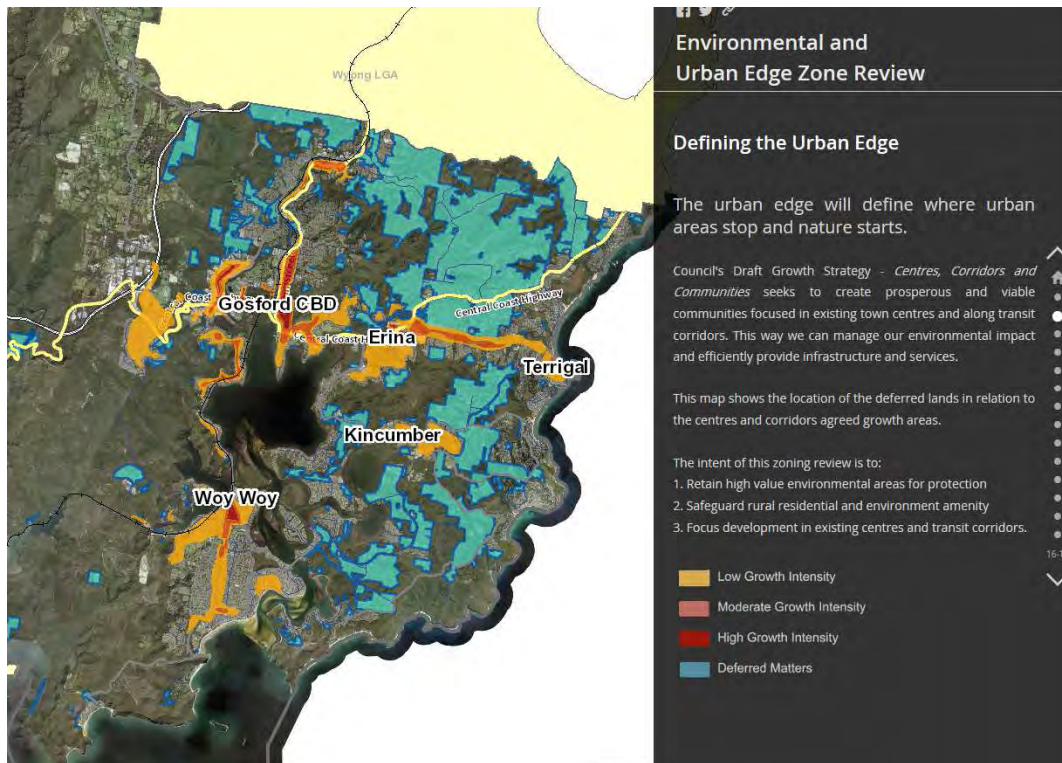 Wyong LGA
Coast
Gosford CBD
Central Coast Highway
Central Coast H
Erina
Terrigal
Kincumber
Woy Woy
Environmental and
Urban Edge Zone Review
Defining the Urban Edge
The urban edge will define where urban
areas stop and nature starts.
Council's Draft Growth Strategy - Centres, Corridors and
Communities seeks to create prosperous and viable
communities focused in existing town centres and along transit
corridors. This way we can manage our environmental impact
and efficiently provide infrastructure and services.
This map shows the location of the deferred lands in relation to
the centres and corridors agreed growth areas.
The intent of this zoning review is to:
1. Retain high value environmental areas for protection
2. Safeguard rural residential and environment amenity
3. Focus development in existing centres and transit corridors.
Low Growth Intensity
Moderate Growth Intensity
High Growth Intensity
Deferred Matters